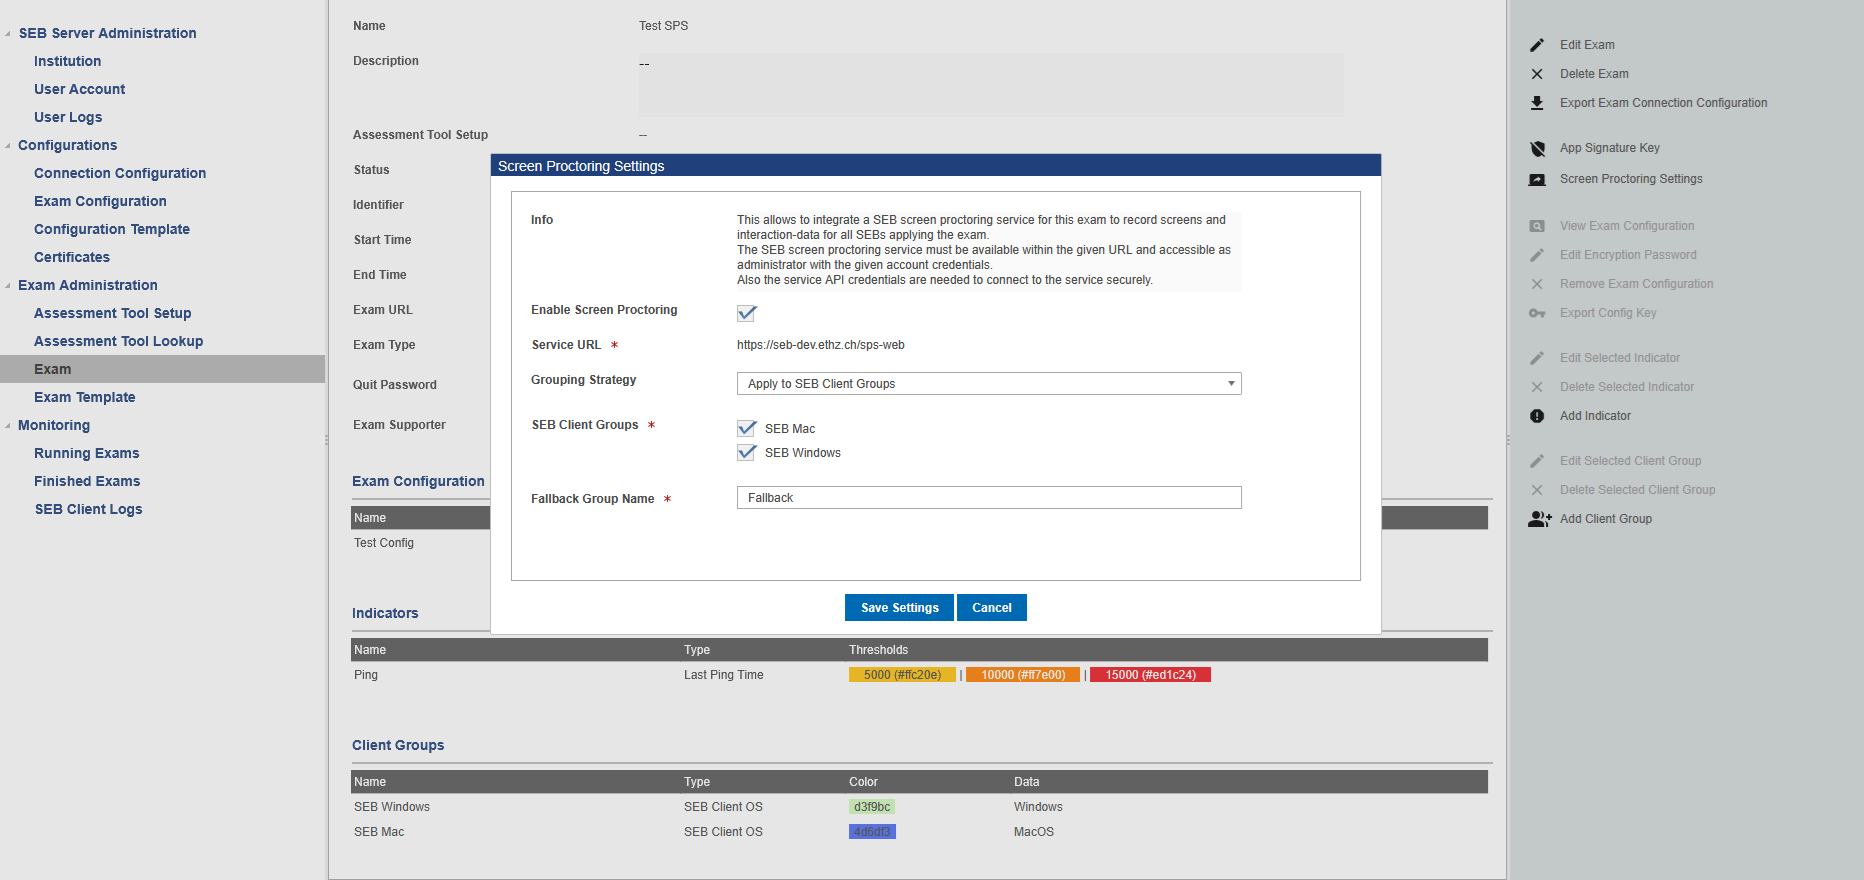 SEB Server Administration
Institution
User Account
User Logs
Configurations
Connection Configuration
Exam Configuration
Configuration Template
Certificates
Exam Administration
Assessment Tool Setup
Assessment Tool Lookup
Exam
Exam Template
Monitoring
Running Exams
Finished Exams
SEB Client Logs
Name Test SPS
Description --
Assessment Tool Setup --
Status
Identifier
Start Time
End Time
Exam URL
Exam Type
Quit Password
Exam Supporter
Screen Proctoring Settings
Info
This allows to integrate a SEB screen proctoring service for this exam to record screens and
interaction-data for all SEBs applying the exam.
The SEB screen proctoring service must be available within the given URL and accessible as
administrator with the given account credentials.
Also the service API credentials are needed to connect to the service securely.
Enable Screen Proctoring
Service URL * https://seb-dev.ethz.ch/sps-web
Grouping Strategy Apply to SEB Client Groups
SEB Client Groups * SEB Mac
SEB Windows
Fallback Group Name * Fallback
Save Settings Cancel
Exam Configuration
Name
Test Config
Indicators
Name Type Thresholds
Ping Last Ping Time 5000 (#ffc20e) | 10000 (#ff7e00) | 15000 (#ed1c24)
Client Groups
Name Type Color Data
SEB Windows SEB Client OS d3f9bc Windows
SEB Mac SEB Client OS 4d6df3 MacOS
Edit Exam
Delete Exam
Export Exam Connection Configuration
App Signature Key
Screen Proctoring Settings
View Exam Configuration
Edit Encryption Password
Remove Exam Configuration
Export Config Key
Edit Selected Indicator
Delete Selected Indicator
Add Indicator
Edit Selected Client Group
Delete Selected Client Group
Add Client Group